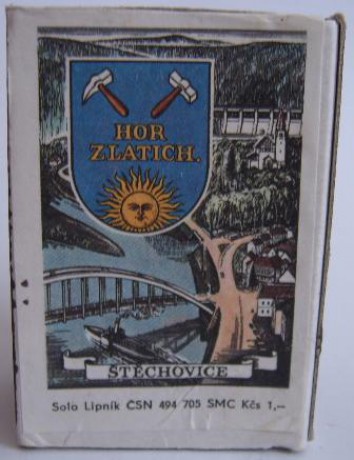 HOR
ZLATICH.
ŠTĚCHOVICE
Solo Lipník ČSN 494 705 SMC Kčs 1,—